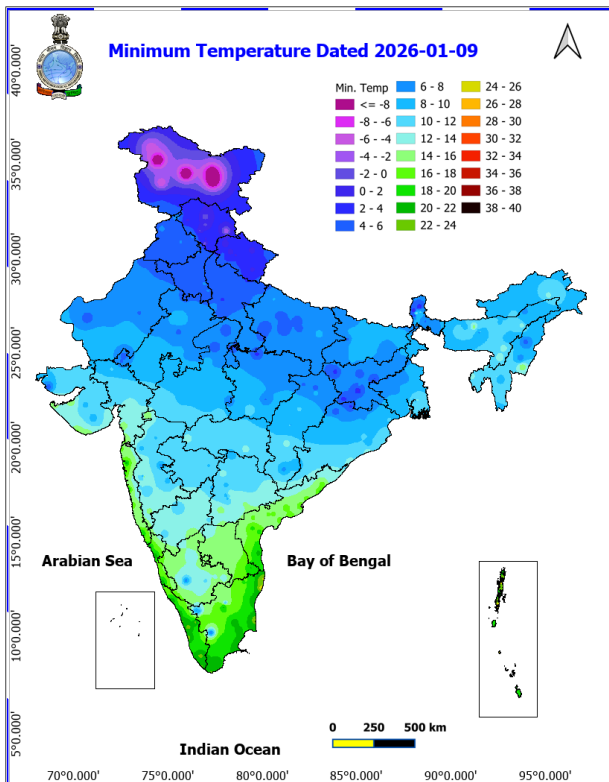 Minimum Temperature Dated 2026-01-09
Min. Temp
<= -8
-8 - -6
-6 - -4
-4 - -2
-2 - 0
0 - 2
2 - 4
4 - 6
6 - 8
8 - 10
10 - 12
12 - 14
14 - 16
16 - 18
18 - 20
20 - 22
22 - 24
24 - 26
26 - 28
28 - 30
30 - 32
32 - 34
34 - 36
36 - 38
38 - 40
40°0.000'
35°0.000'
30°0.000'
25°0.000'
20°0.000'
15°0.000'
10°0.000'
5°0.000'
Arabian Sea
Bay of Bengal
Indian Ocean
0 250 500 km
70°0.000' 75°0.000' 80°0.000' 85°0.000' 90°0.000' 95°0.000'